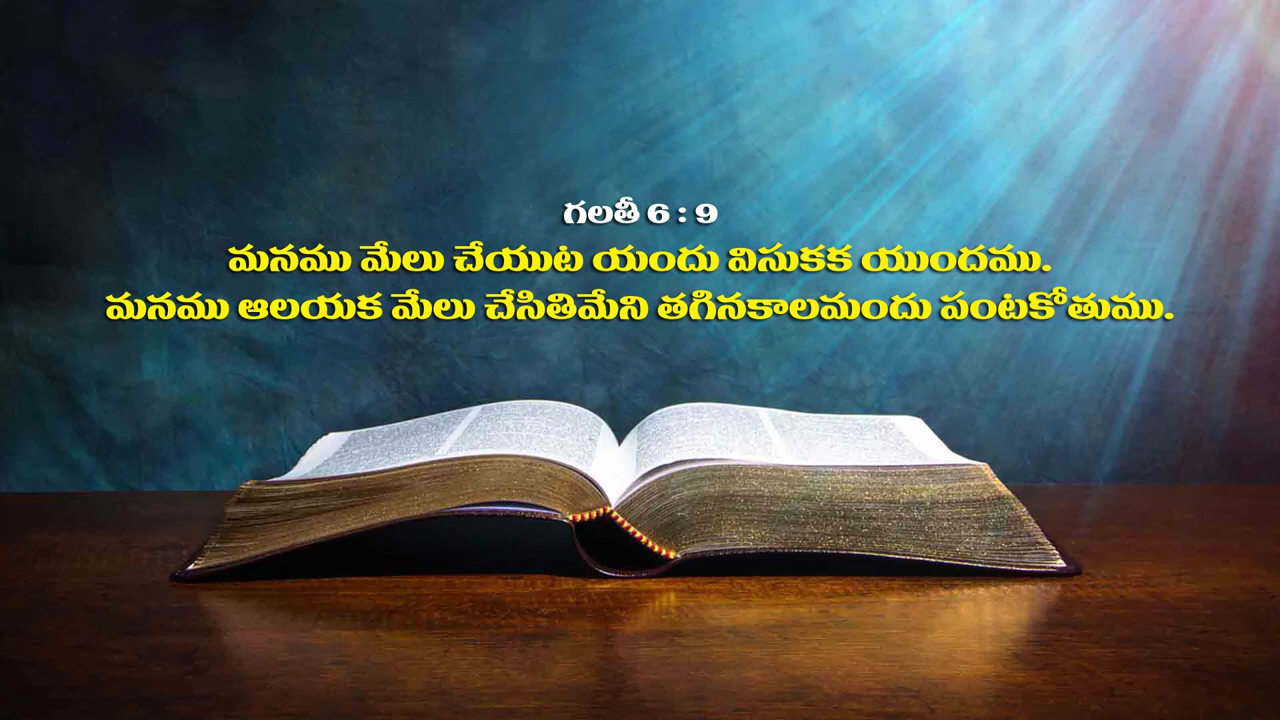 గలతీ 6 : 9
మనము మేలు చేయుట యందు విసుకక యుందము.
మనము ఆలయక మేలు చేసితిమేని తగినకాలమందు పంటకోతుము.